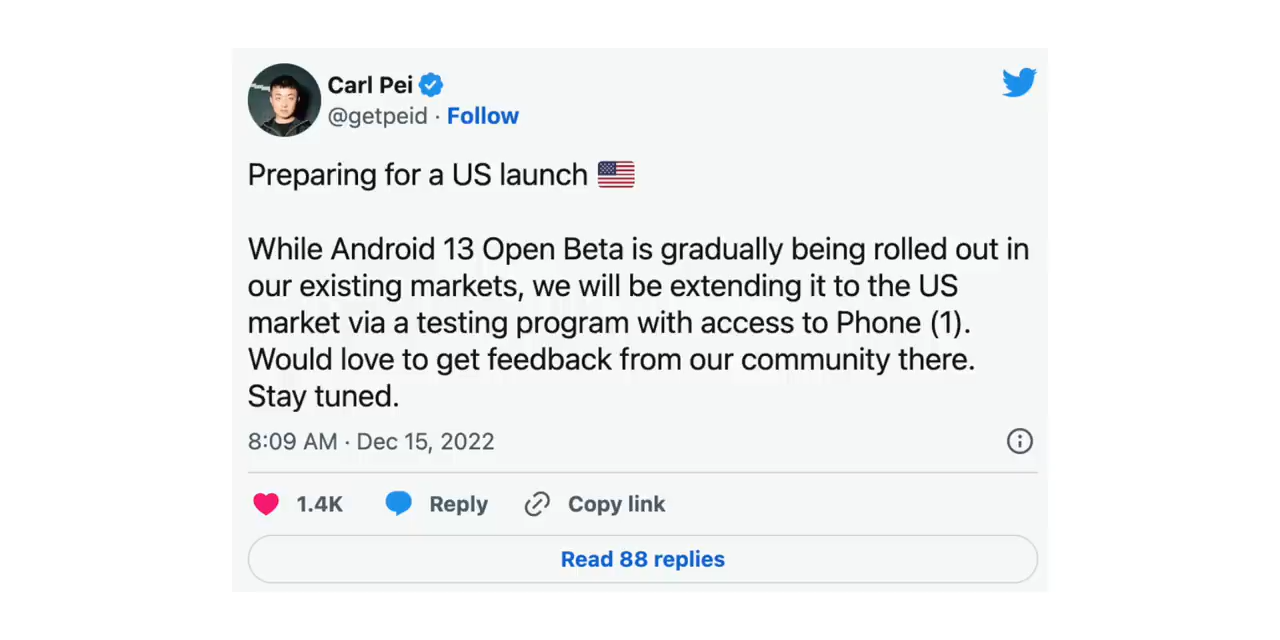 Carl Pei
@getpeid · Follow
Preparing for a US launch 🇺🇸
While Android 13 Open Beta is gradually being rolled out in
our existing markets, we will be extending it to the US
market via a testing program with access to Phone (1).
Would love to get feedback from our community there.
Stay tuned.
8:09 AM · Dec 15, 2022
1.4K Reply Copy link
Read 88 replies